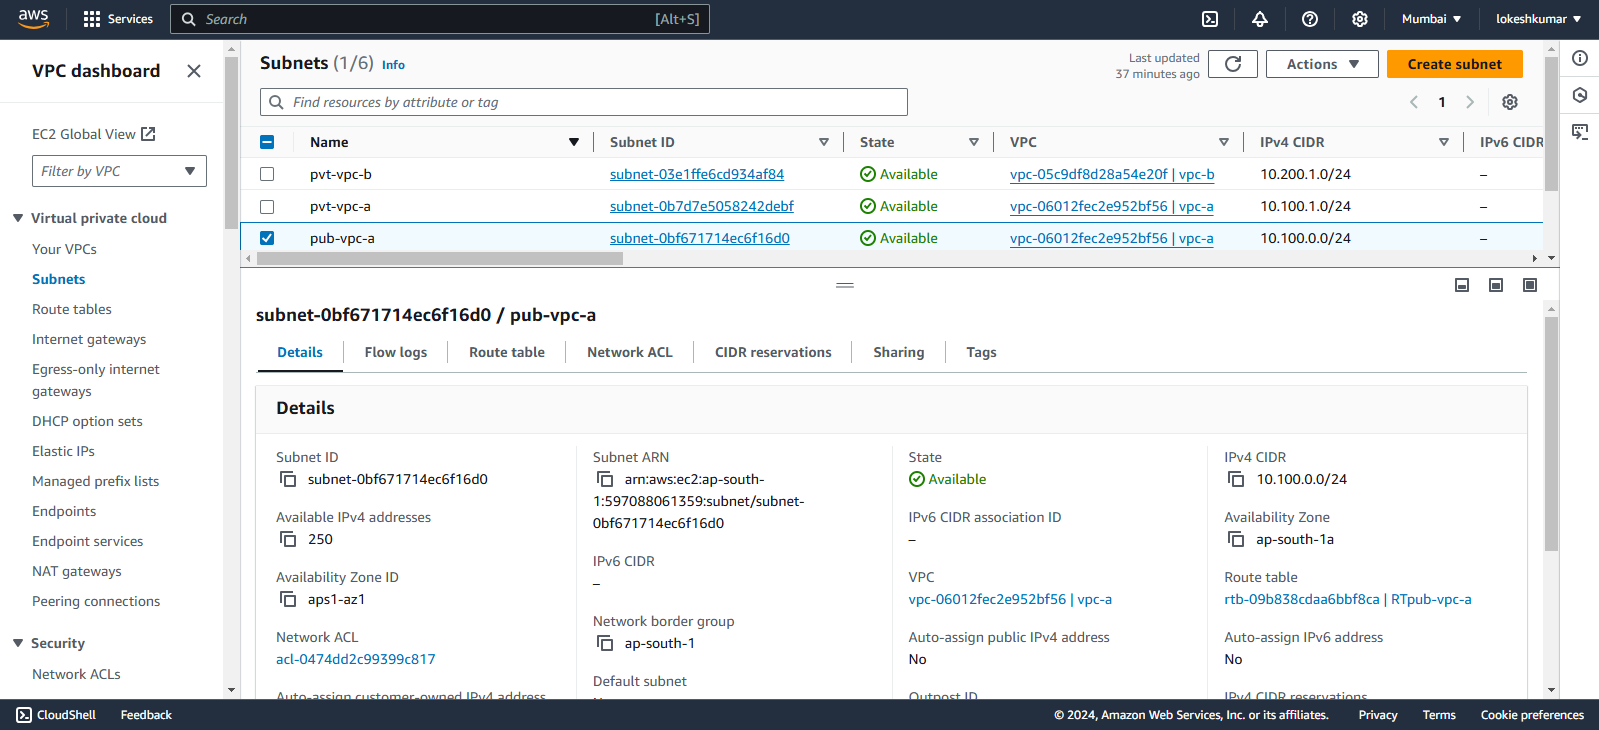 aws
Services
Search
[Alt+S]
Mumbai
lokeshkumar
VPC dashboard
EC2 Global View
Filter by VPC
Virtual private cloud
Your VPCs
Subnets
Route tables
Internet gateways
Egress-only internet
gateways
DHCP option sets
Elastic IPs
Managed prefix lists
Endpoints
Endpoint services
NAT gateways
Peering connections
Security
Network ACLs
Subnets (1/6) Info
Last updated
37 minutes ago
Actions
Create subnet
Find resources by attribute or tag
1
Name Subnet ID State VPC IPv4 CIDR IPv6 CIDR
pvt-vpc-b subnet-03e1ffe6cd934af84 Available vpc-05c9df8d28a54e20f | vpc-b 10.200.1.0/24 –
pvt-vpc-a subnet-0b7d7e5058242debf Available vpc-06012fec2e952bf56 | vpc-a 10.100.1.0/24 –
pub-vpc-a subnet-0bf671714ec6f16d0 Available vpc-06012fec2e952bf56 | vpc-a 10.100.0.0/24 –
subnet-0bf671714ec6f16d0 / pub-vpc-a
Details Flow logs Route table Network ACL CIDR reservations Sharing Tags
Details
Subnet ID
subnet-0bf671714ec6f16d0
Available IPv4 addresses
250
Availability Zone ID
aps1-az1
Network ACL
acl-0474dd2c99399c817
Auto-assign customer-owned IPv4 address
Subnet ARN
arn:aws:ec2:ap-south-
1:597088061359:subnet/subnet-
0bf671714ec6f16d0
IPv6 CIDR
–
Network border group
ap-south-1
Default subnet
State
Available
IPv6 CIDR association ID
–
VPC
vpc-06012fec2e952bf56 | vpc-a
Auto-assign public IPv4 address
No
Outpost ID
IPv4 CIDR
10.100.0.0/24
Availability Zone
ap-south-1a
Route table
rtb-09b838cdaa6bbf8ca | RTpub-vpc-a
Auto-assign IPv6 address
No
IPv4 CIDR reservations
CloudShell Feedback
© 2024, Amazon Web Services, Inc. or its affiliates. Privacy Terms Cookie preferences